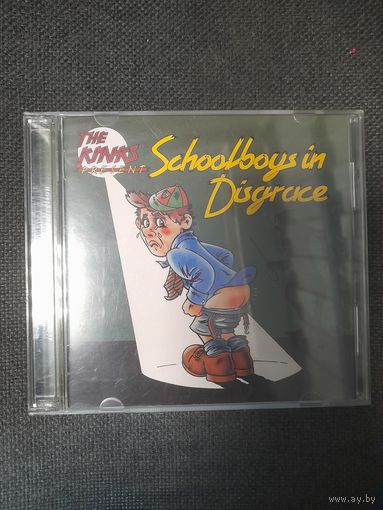 THE
KINKS
PRESENT
Schoolboys in
Disgrace
www.ay.by